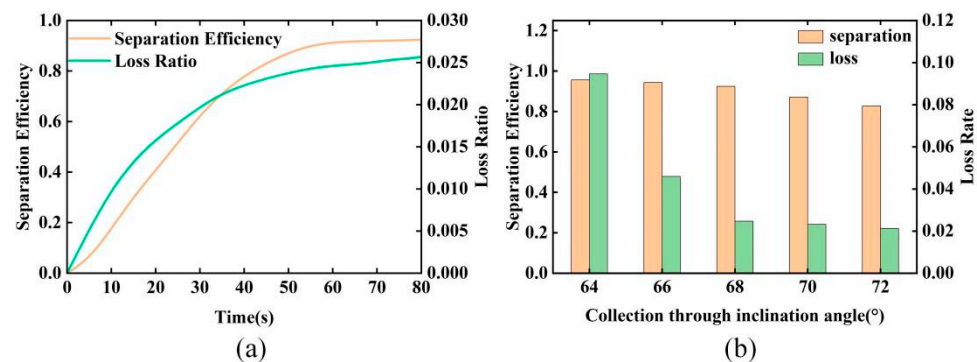 1.0
0.8
0.6
0.4
0.2
0.0
Separation Efficiency
Separation Efficiency
Loss Ratio
0.030
0.025
0.020
0.015
0.010
0.005
0.000
Loss Ratio
0 10 20 30 40 50 60 70 80
Time(s)
(a)
1.2
1.0
0.8
0.6
0.4
0.2
0.0
Separation Efficiency
separation
loss
0.12
0.10
0.08
0.06
0.04
0.02
0.00
Loss Rate
64 66 68 70 72
Collection through inclination angle(°)
(b)